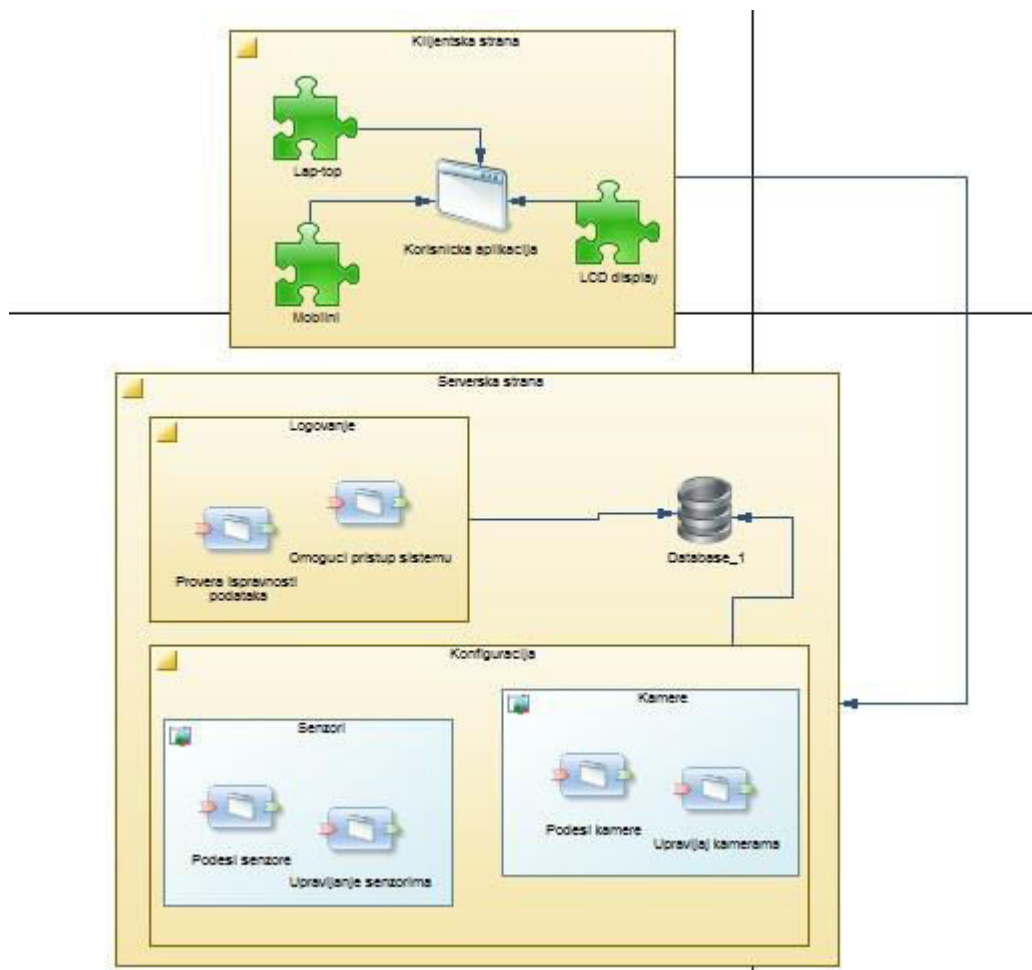 Klijentska strana
Lap-top
Korisnicka aplikacija
LCD display
Mobilni
Serverska strana
Logovanje
Omoguci pristup sistemu
Provera ispravnosti
podataka
Database_1
Konfiguracija
Senzori
Podesi senzore
Upravljanje senzorima
Kamere
Podesi kamere
Upravljaj kamerama